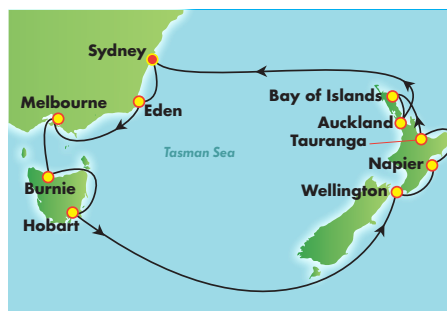 Sydney
Melbourne
Eden
Bay of Islands
Auckland
Tauranga
Tasman Sea
Napier
Burnie
Wellington
Hobart